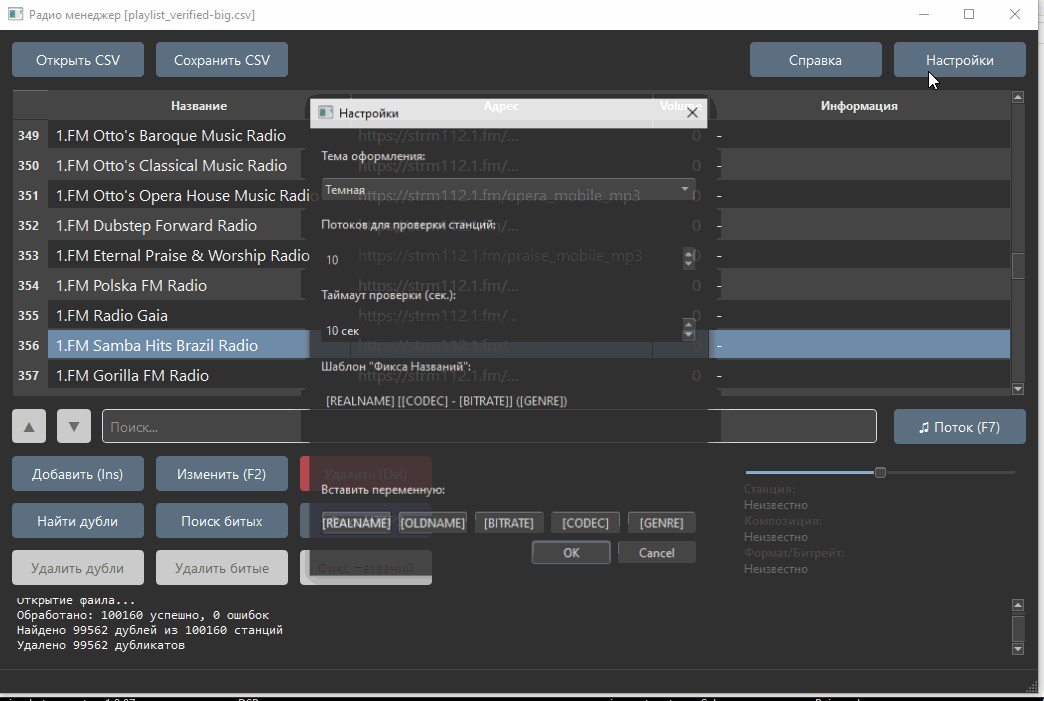 Радио менеджер [playlist_verified-big.csv]
Открыть CSV Сохранить CSV Справка Настройки
Название Адрес Volume Информация
349 1.FM Otto's Baroque Music Radio https://strm112.1.fm/... 0 -
350 1.FM Otto's Classical Music Radio https://strm112.1.fm/... 0 -
351 1.FM Otto's Opera House Music Radio https://strm112.1.fm/opera_mobile_mp3 0 -
352 1.FM Dubstep Forward Radio https://strm112.1.fm/... 0 -
353 1.FM Eternal Praise & Worship Radio https://strm112.1.fm/praise_mobile_mp3 0 -
354 1.FM Polska FM Radio https://strm112.1.fm/... 0 -
355 1.FM Radio Gaia https://strm112.1.fm/... 0 -
356 1.FM Samba Hits Brazil Radio https://strm112.1.fm/... -
357 1.FM Gorilla FM Radio https://strm112.1.fm/... 0 -
Настройки
Тема оформления:
Темная
Потоков для проверки станций:
10
Таймаут проверки (сек.):
10 сек
Шаблон "Фикса Названий":
[REALNAME] [[CODEC] - [BITRATE]] ([GENRE])
Вставить переменную:
[REALNAME] [OLDNAME] [BITRATE] [CODEC] [GENRE]
OK Cancel
▲ ▼ Поиск... ♫ Поток (F7)
Добавить (Ins) Изменить (F2) Удалить (Del)
Найти дубли Поиск битых
Удалить дубли Удалить битые Фикс Названий
Станция:
Неизвестно
Композиция:
Неизвестно
Формат/Битрейт:
Неизвестно
Открытие файла...
Обработано: 100160 успешно, 0 ошибок
Найдено 99562 дублей из 100160 станций
Удалено 99562 дубликатов